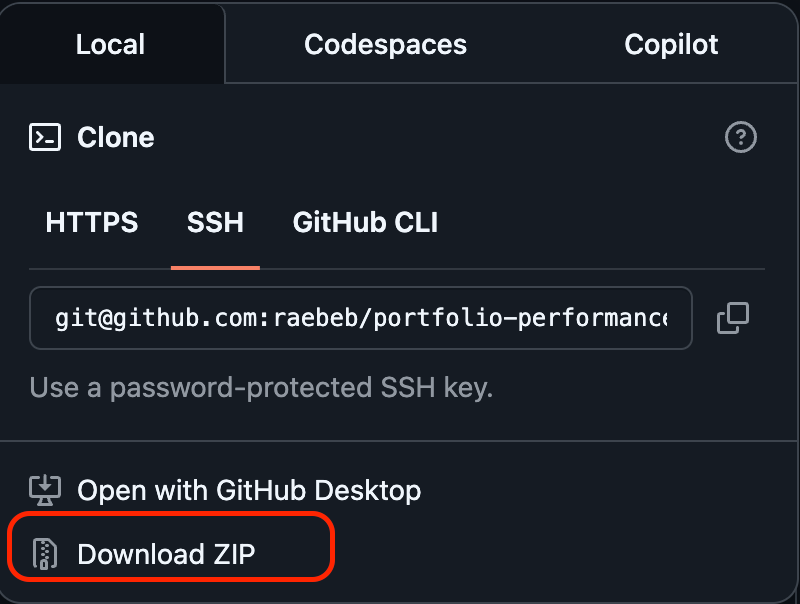 Local Codespaces Copilot
Clone
HTTPS SSH GitHub CLI
git@github.com:raebeb/portfolio-performance
Use a password-protected SSH key.
Open with GitHub Desktop
Download ZIP